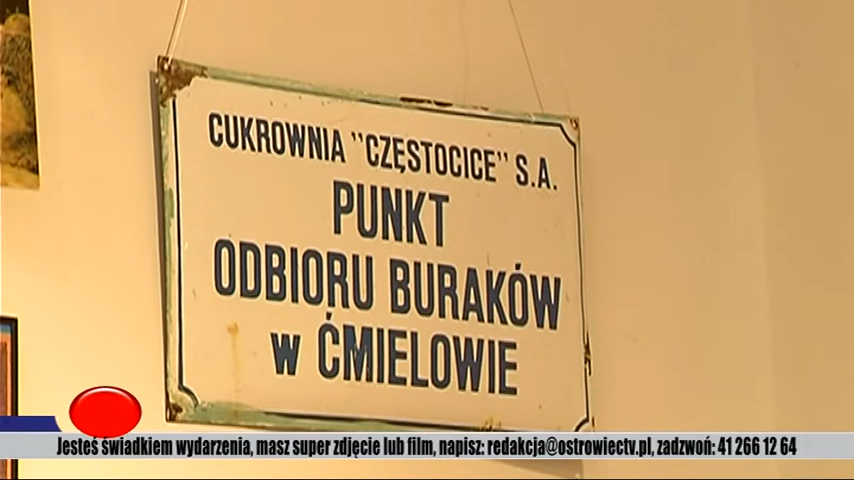 CUKROWNIA "CZĘSTOCICE" S.A.
PUNKT
ODBIORU BURAKÓW
w ĆMIELOWIE
Jesteś świadkiem wydarzenia, masz super zdjęcie lub film, napisz: redakcja@ostrowiectv.pl, zadzwoń: 41 266 12 64